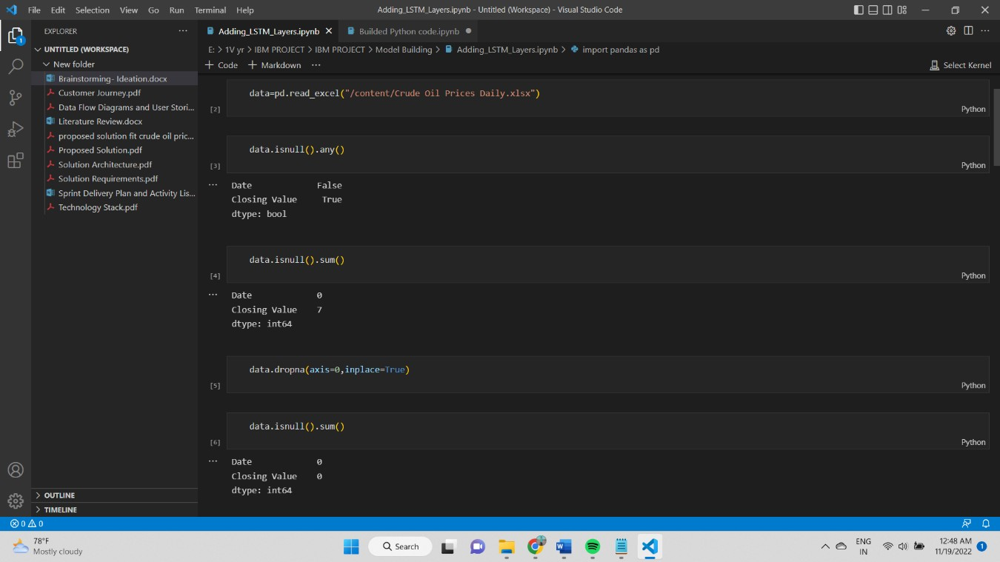 File Edit Selection View Go Run Terminal Help
Adding_LSTM_Layers.ipynb - Untitled (Workspace) - Visual Studio Code
EXPLORER
1
UNTITLED (WORKSPACE)
New folder
Brainstorming- Ideation.docx
Customer Journey.pdf
Data Flow Diagrams and User Stori...
Literature Review.docx
proposed solution fit crude oil pric...
Proposed Solution.pdf
Solution Architecture.pdf
Solution Requirements.pdf
Sprint Delivery Plan and Activity Lis...
Technology Stack.pdf
OUTLINE
TIMELINE
Adding_LSTM_Layers.ipynb
Builded Python code.ipynb
E: > 1V yr > IBM PROJECT > IBM PROJECT > Model Building > Adding_LSTM_Layers.ipynb > import pandas as pd
+ Code + Markdown ...
Select Kernel
data=pd.read_excel("/content/Crude Oil Prices Daily.xlsx")
[2] Python
data.isnull().any()
[3] Python
... Date False
Closing Value True
dtype: bool
data.isnull().sum()
[4] Python
... Date 0
Closing Value 7
dtype: int64
data.dropna(axis=0,inplace=True)
[5] Python
data.isnull().sum()
[6] Python
... Date 0
Closing Value 0
dtype: int64
0 0
78°F
Mostly cloudy
Search
W
ENG
IN
12:48 AM
11/19/2022
1